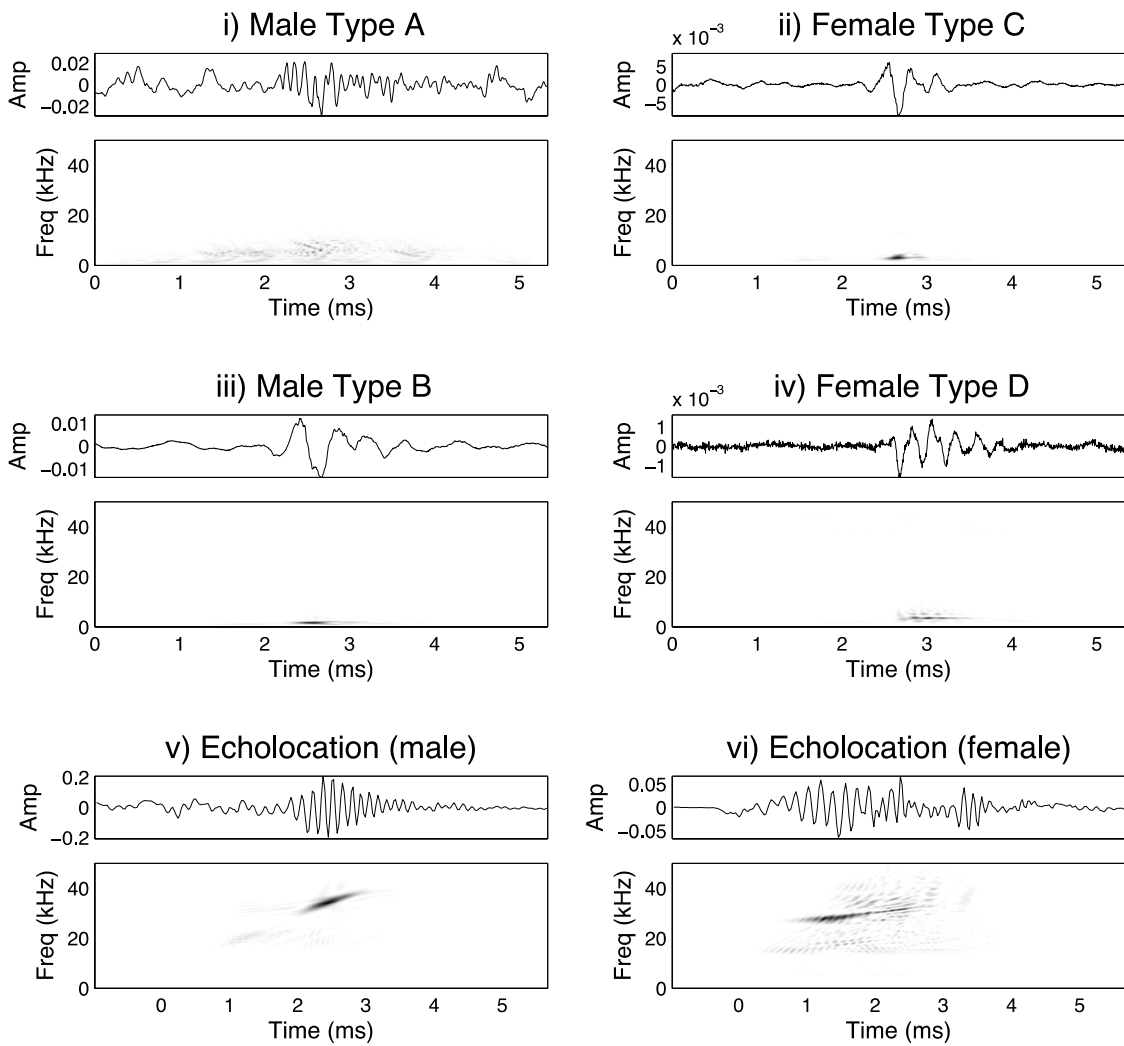 i) Male Type A
Amp
0.02
0
−0.02
Freq (kHz)
40
20
0
0 1 2 3 4 5
Time (ms)
ii) Female Type C
x 10⁻³
Amp
5
0
−5
Freq (kHz)
40
20
0
0 1 2 3 4 5
Time (ms)
iii) Male Type B
Amp
0.01
0
−0.01
Freq (kHz)
40
20
0
0 1 2 3 4 5
Time (ms)
iv) Female Type D
x 10⁻³
Amp
1
0
−1
Freq (kHz)
40
20
0
0 1 2 3 4 5
Time (ms)
v) Echolocation (male)
Amp
0.2
0
−0.2
Freq (kHz)
40
20
0
0 1 2 3 4 5
Time (ms)
vi) Echolocation (female)
Amp
0.05
0
−0.05
Freq (kHz)
40
20
0
0 1 2 3 4 5
Time (ms)